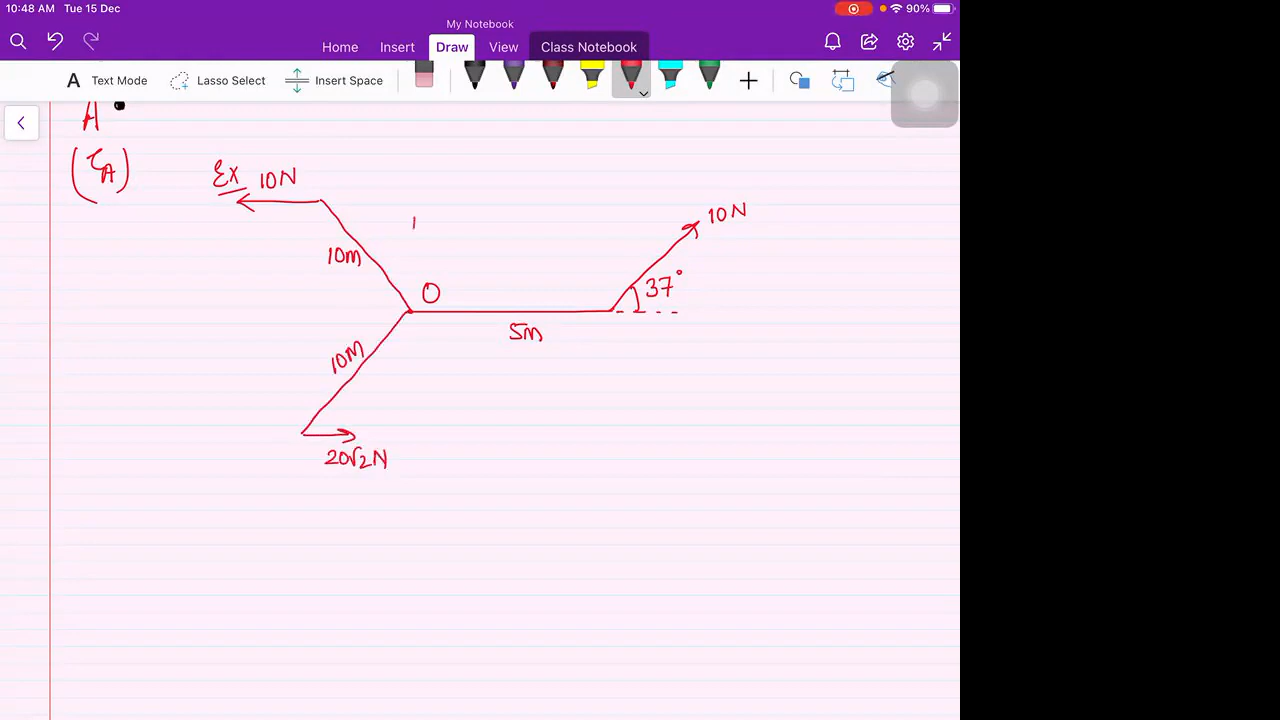 10:48 AM Tue 15 Dec
90%
My Notebook
Home Insert Draw View Class Notebook
A Text Mode Lasso Select Insert Space
A
(τA)
Ex 10N
10N
10m
37°
O
5m
10M
20√2N